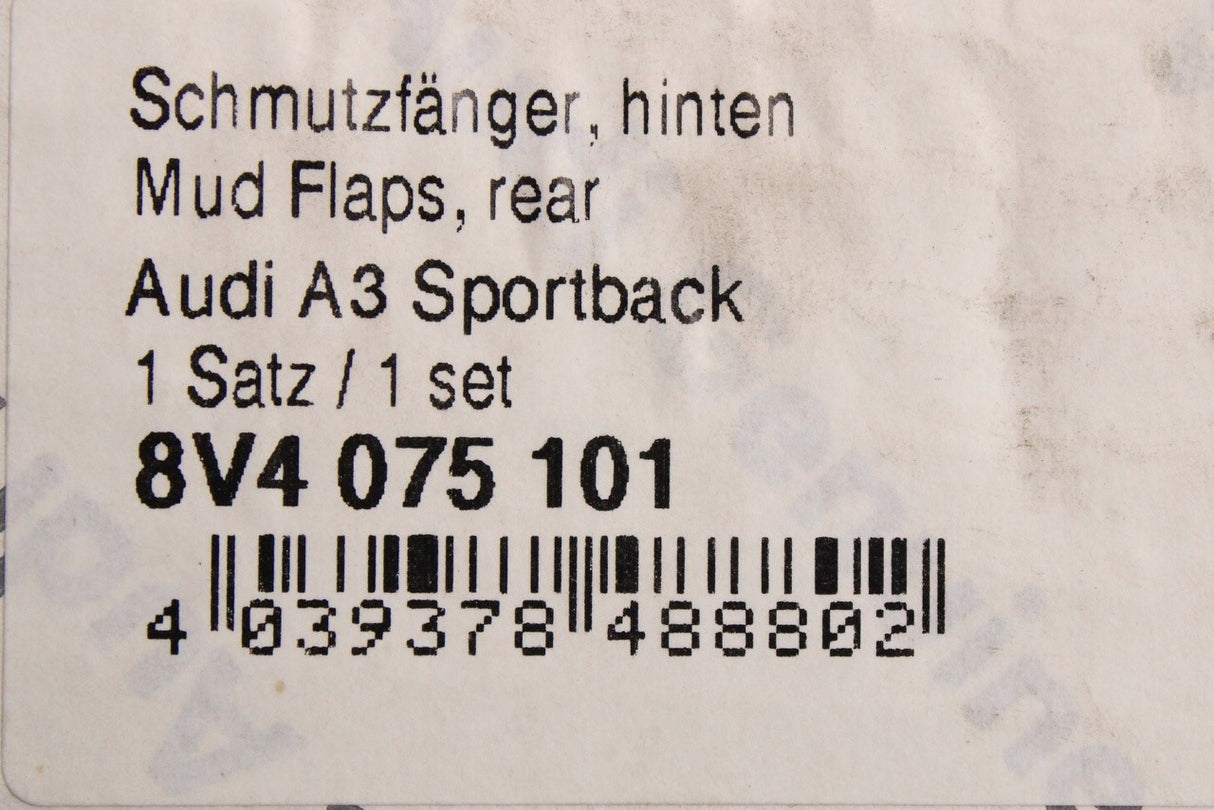 Schmutzfänger, hinten
Mud Flaps, rear
Audi A3 Sportback
1 Satz / 1 set
8V4 075 101
4 039378 488802